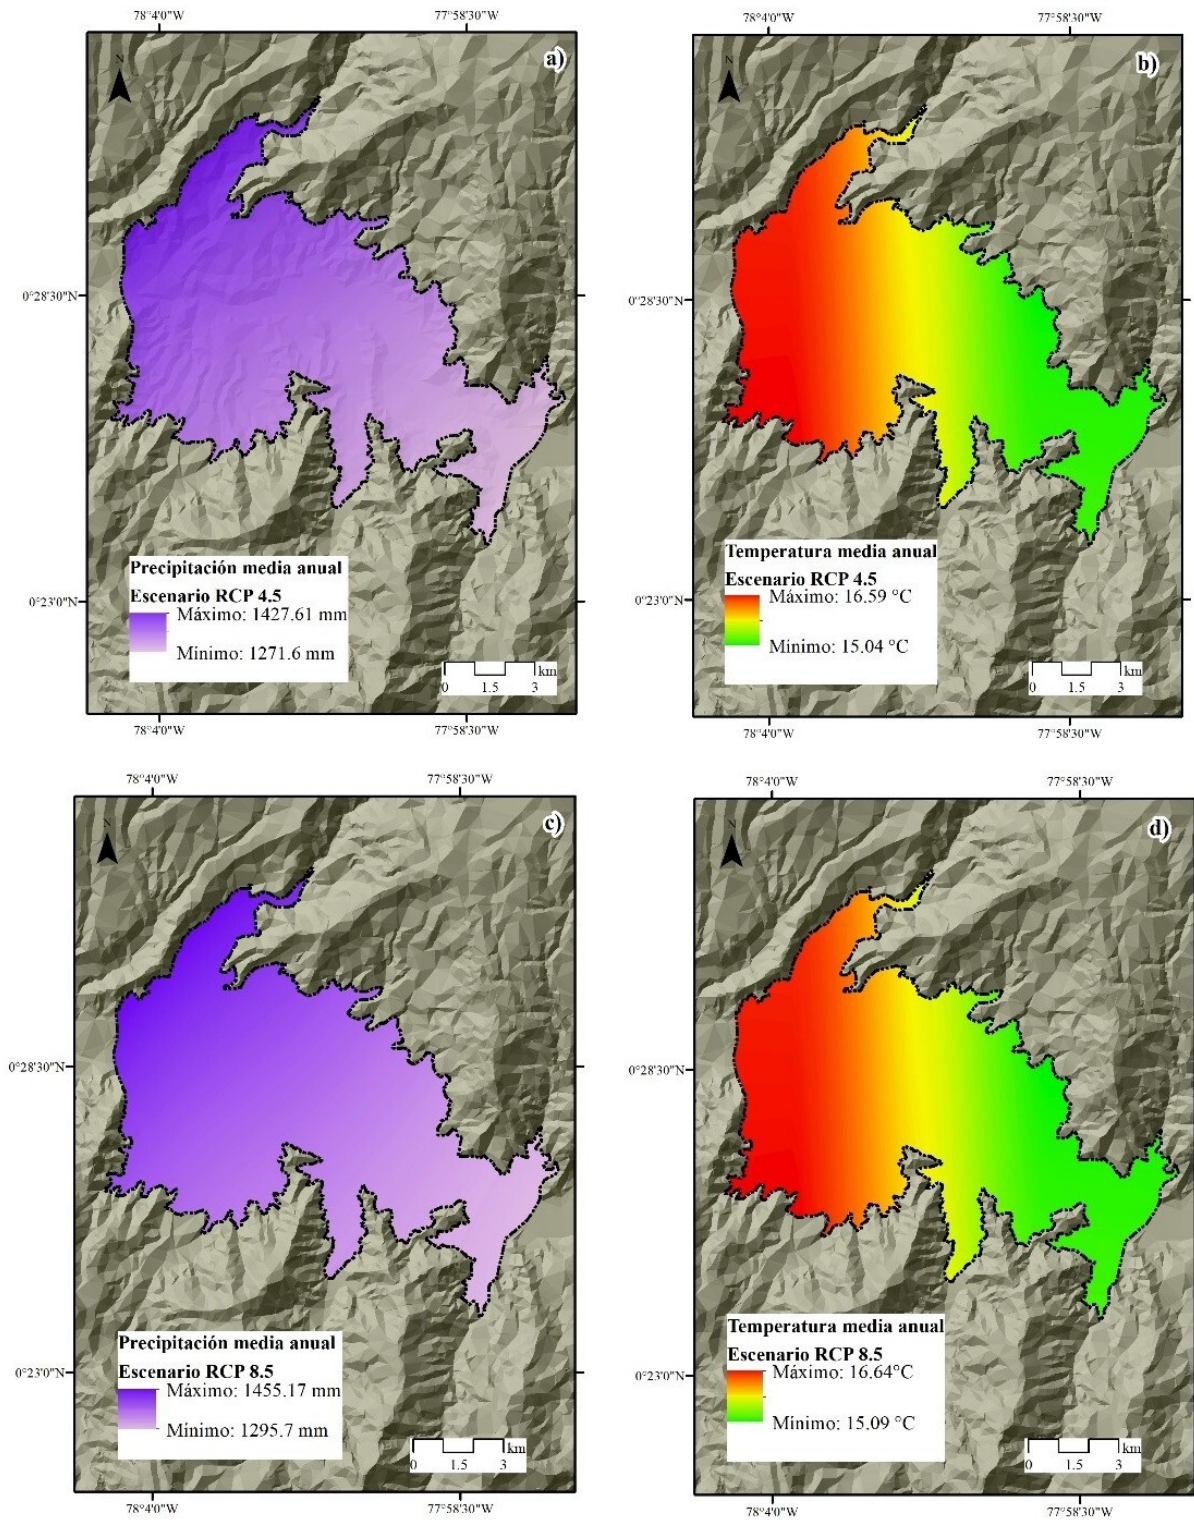 78°4'0"W
77°58'30"W
a)
N
0°28'30"N
0°23'0"N
Precipitación media anual
Escenario RCP 4.5
Máximo: 1427.61 mm
Mínimo: 1271.6 mm
km
0 1.5 3
78°4'0"W
77°58'30"W
78°4'0"W
77°58'30"W
b)
N
0°28'30"N
0°23'0"N
Temperatura media anual
Escenario RCP 4.5
Máximo: 16.59 °C
Mínimo: 15.04 °C
km
0 1.5 3
78°4'0"W
77°58'30"W
78°4'0"W
77°58'30"W
c)
N
0°28'30"N
0°23'0"N
Precipitación media anual
Escenario RCP 8.5
Máximo: 1455.17 mm
Mínimo: 1295.7 mm
km
0 1.5 3
78°4'0"W
77°58'30"W
78°4'0"W
77°58'30"W
d)
N
0°28'30"N
0°23'0"N
Temperatura media anual
Escenario RCP 8.5
Máximo: 16.64°C
Mínimo: 15.09 °C
km
0 1.5 3
78°4'0"W
77°58'30"W